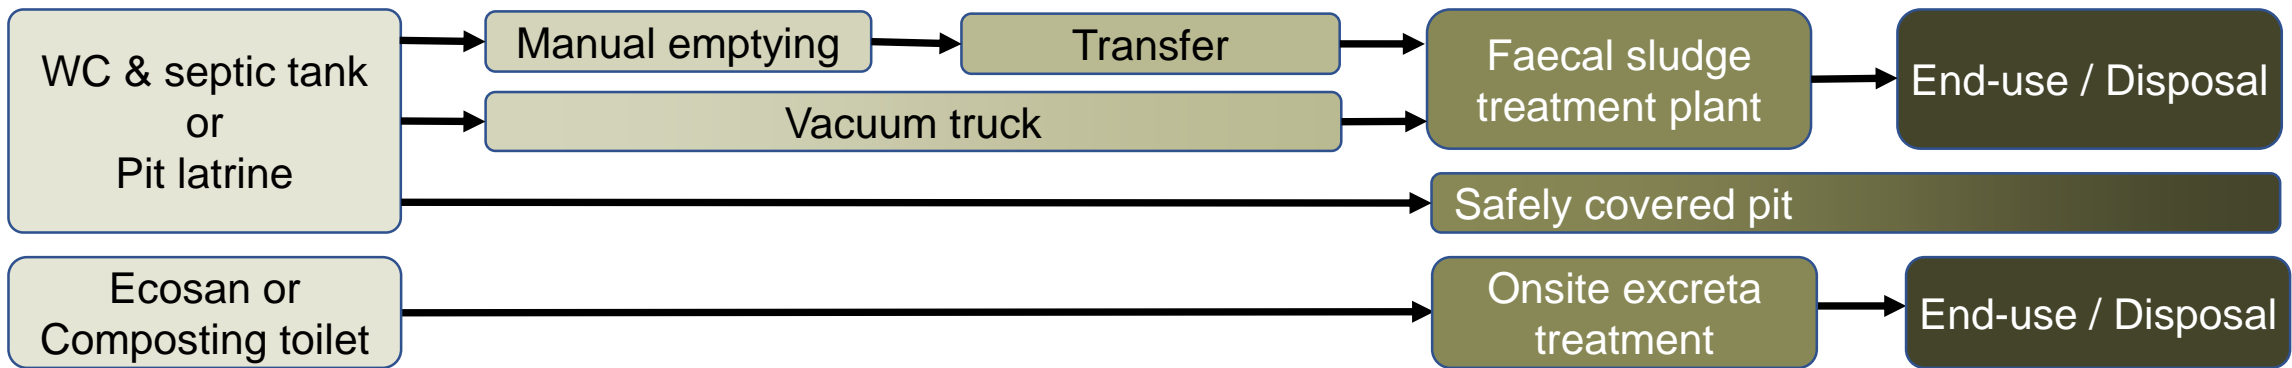 WC & septic tank
or
Pit latrine
Manual emptying
Transfer
Vacuum truck
Faecal sludge
treatment plant
End-use / Disposal
Safely covered pit
Ecosan or
Composting toilet
Onsite excreta
treatment
End-use / Disposal